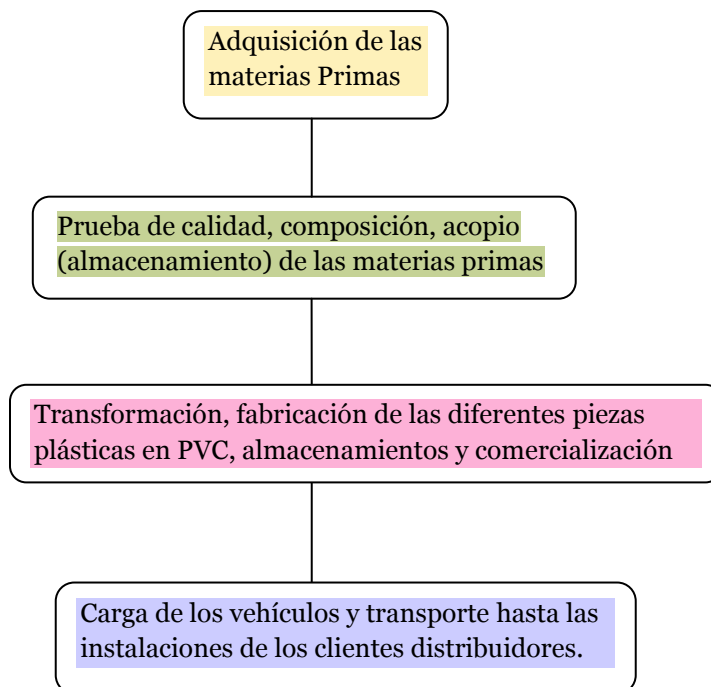 Adquisición de las
materias Primas
Prueba de calidad, composición, acopio
(almacenamiento) de las materias primas
Transformación, fabricación de las diferentes piezas
plásticas en PVC, almacenamientos y comercialización
Carga de los vehículos y transporte hasta las
instalaciones de los clientes distribuidores.